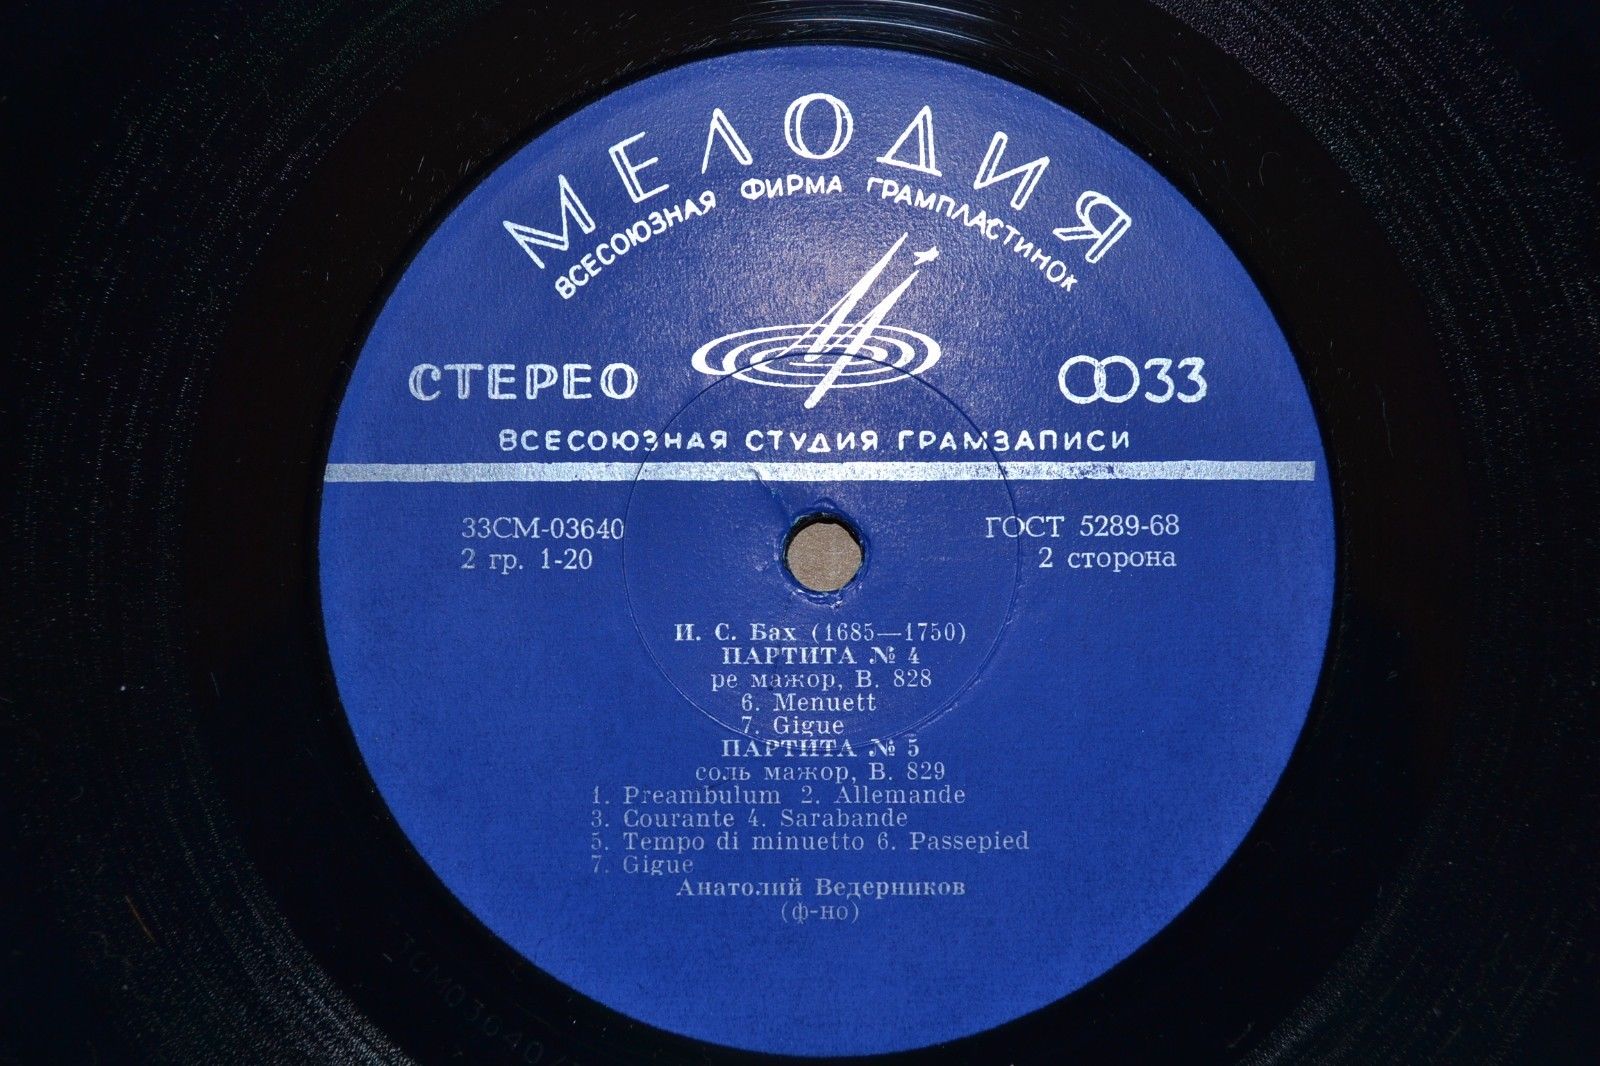 МЕЛОДИЯ
ВСЕСОЮЗНАЯ ФИРМА ГРАМПЛАСТИНОК
СТЕРЕО
33
ВСЕСОЮЗНАЯ СТУДИЯ ГРАМЗАПИСИ
33СМ-03640
ГОСТ 5289-68
2 гр. 1-20
2 сторона
И. С. Бах (1685—1750)
ПАРТИТА № 4
ре мажор, В. 828
6. Menuett
7. Gigue
ПАРТИТА № 5
соль мажор, В. 829
1. Preambulum 2. Allemande
3. Courante 4. Sarabande
5. Tempo di minuetto 6. Passepied
7. Gigue
Анатолий Ведерников
(ф-но)